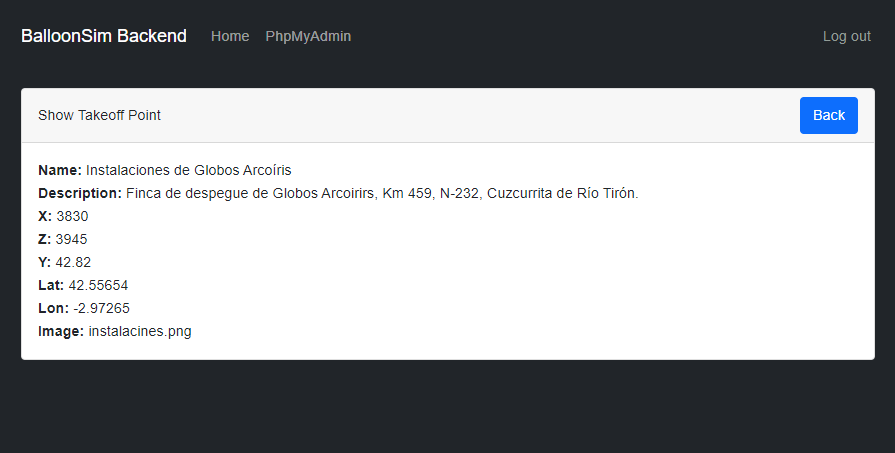 BalloonSim Backend Home PhpMyAdmin Log out
Show Takeoff Point Back
Name: Instalaciones de Globos Arcoíris
Description: Finca de despegue de Globos Arcoirirs, Km 459, N-232, Cuzcurrita de Río Tirón.
X: 3830
Z: 3945
Y: 42.82
Lat: 42.55654
Lon: -2.97265
Image: instalacines.png